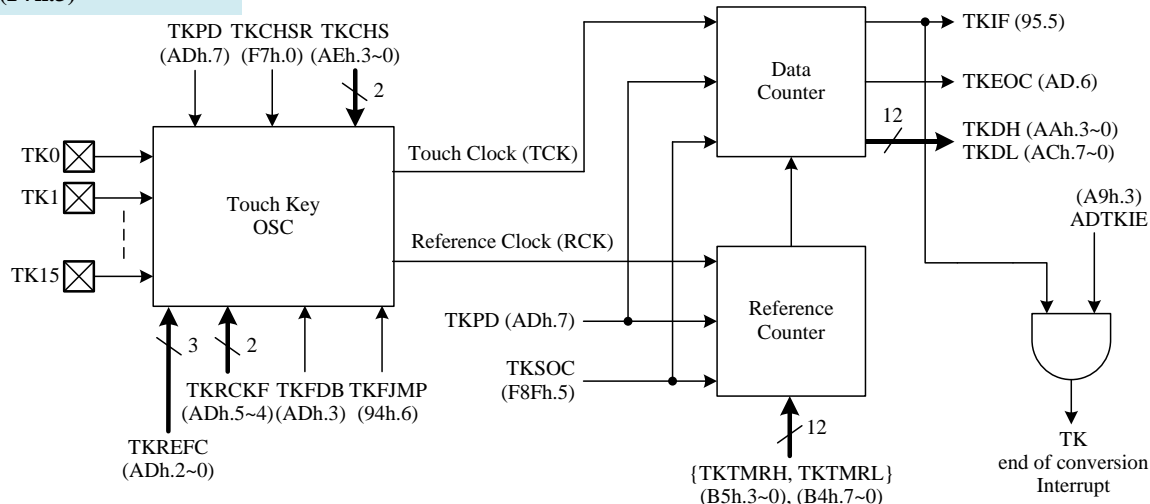 TKPD TKCHSR TKCHS
(ADh.7) (F7h.0) (AEh.3~0)
2
TK0
TK1
TK15
Touch Key
OSC
Touch Clock (TCK)
Reference Clock (RCK)
Data
Counter
Reference
Counter
TKIF (95.5)
TKEOC (AD.6)
12
TKDH (AAh.3~0)
TKDL (ACh.7~0)
(A9h.3)
ADTKIE
TKPD (ADh.7)
TKSOC
(F8Fh.5)
3
2
TKRCKF TKFDB TKFJMP
(ADh.5~4) (ADh.3) (94h.6)
TKREFC
(ADh.2~0)
12
{TKTMRH, TKTMRL}
(B5h.3~0), (B4h.7~0)
TK
end of conversion
Interrupt